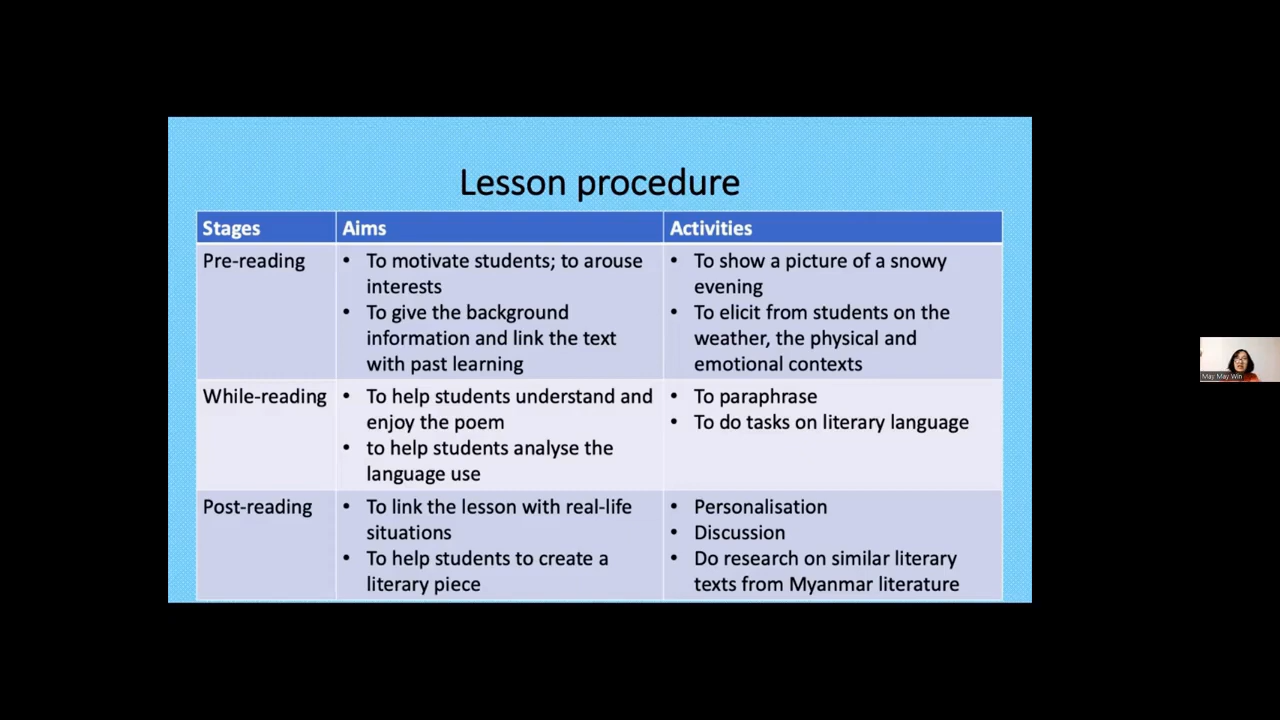 Lesson procedure
Stages
Aims
Activities
Pre-reading
• To motivate students; to arouse
interests
• To give the background
information and link the text
with past learning
• To show a picture of a snowy
evening
• To elicit from students on the
weather, the physical and
emotional contexts
While-reading
• To help students understand and
enjoy the poem
• to help students analyse the
language use
• To paraphrase
• To do tasks on literary language
Post-reading
• To link the lesson with real-life
situations
• To help students to create a
literary piece
• Personalisation
• Discussion
• Do research on similar literary
texts from Myanmar literature
May May Win